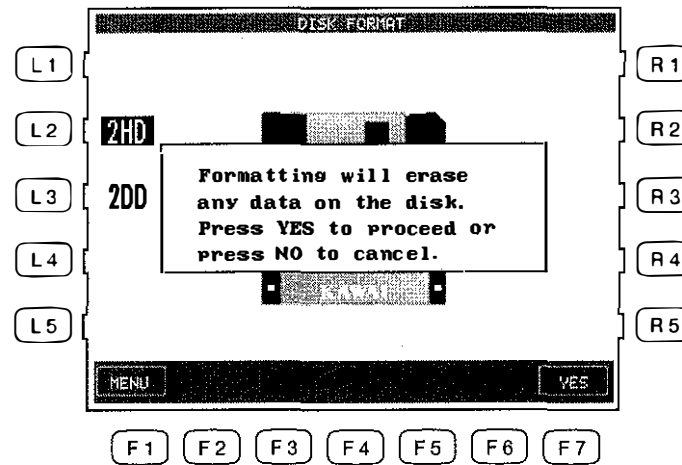 DISK FORMAT
L1
R1
L2
2HD
R2
Formatting will erase
any data on the disk.
Press YES to proceed or
press NO to cancel.
L3
2DD
R3
L4
R4
KAWAI
L5
R5
MENU
YES
F1 F2 F3 F4 F5 F6 F7